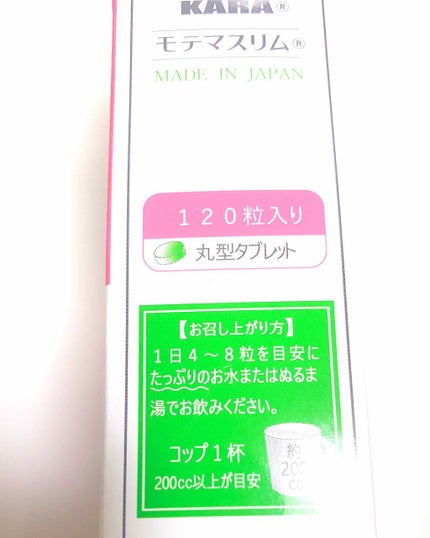 KARA®
モテマスリム®
MADE IN JAPAN
120粒入り
丸型タブレット
【お召し上がり方】
1日4～8粒を目安に
たっぷりのお水またはぬるま
湯でお飲みください。
コップ1杯
200cc以上が目安
約
200
cc